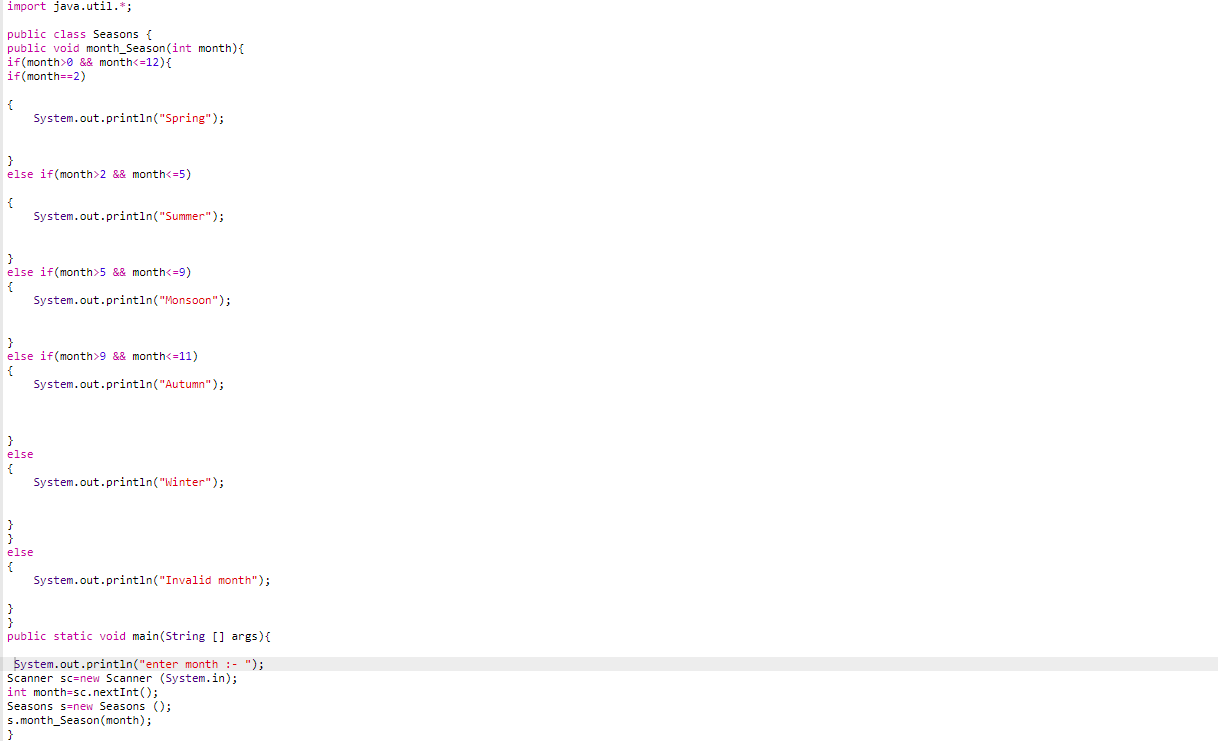 import java.util.*;
public class Seasons {
public void month_Season(int month){
if(month>0 && month<=12){
if(month==2)
{
System.out.println("Spring");
}
else if(month>2 && month<=5)
{
System.out.println("Summer");
}
else if(month>5 && month<=9)
{
System.out.println("Monsoon");
}
else if(month>9 && month<=11)
{
System.out.println("Autumn");
}
else
{
System.out.println("Winter");
}
}
else
{
System.out.println("Invalid month");
}
}
public static void main(String [] args){
System.out.println("enter month :- ");
Scanner sc=new Scanner (System.in);
int month=sc.nextInt();
Seasons s=new Seasons ();
s.month_Season(month);
}